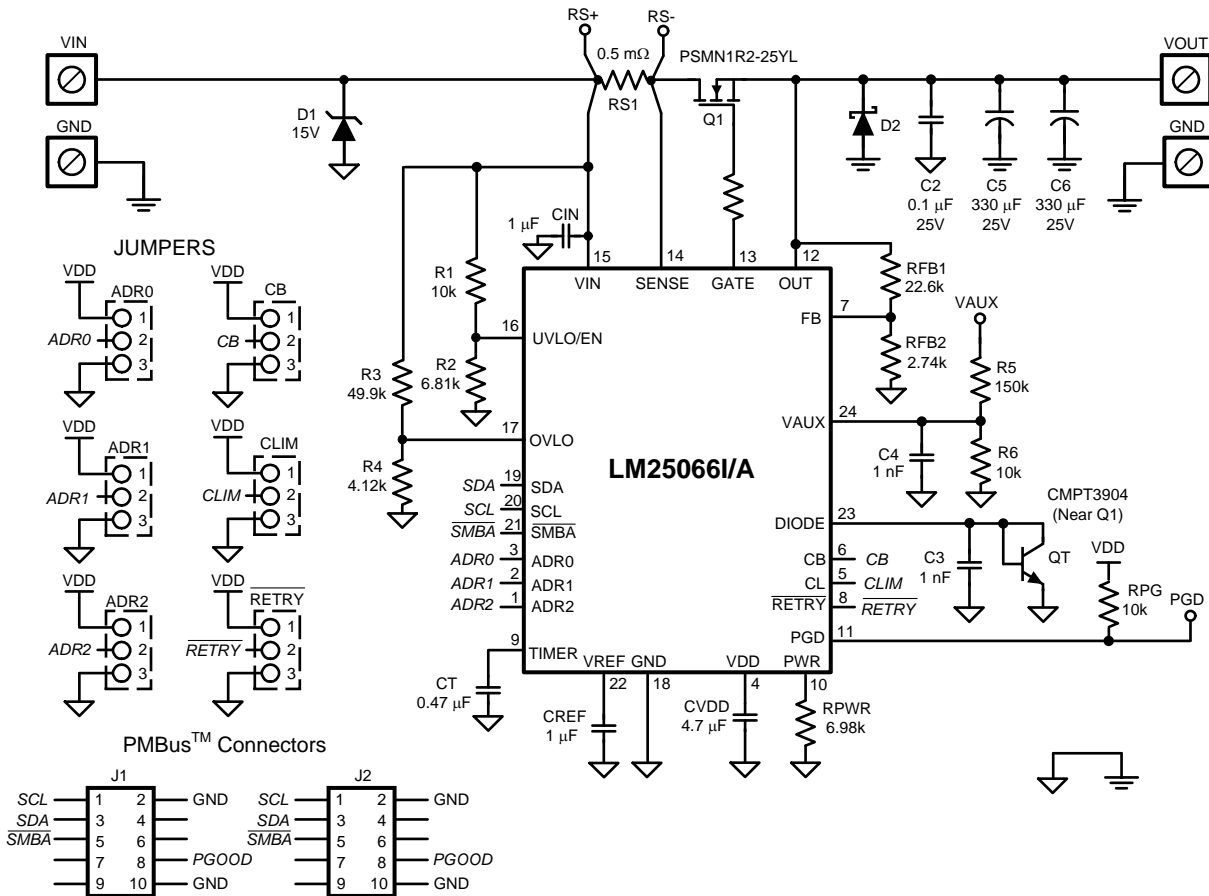 RS+
RS-
VIN
0.5 mΩ
PSMN1R2-25YL
VOUT
RS1
Q1
D1
15V
D2
GND
GND
C2
0.1 µF
25V
C5
330 µF
25V
C6
330 µF
25V
1 µF
CIN
JUMPERS
15
14
13
12
VIN
SENSE
GATE
OUT
R1
10k
RFB1
22.6k
7
FB
VAUX
VDD
ADR0
1
ADR0
2
3
VDD
CB
1
CB
2
3
16
UVLO/EN
R2
6.81k
RFB2
2.74k
R3
49.9k
R5
150k
17
OVLO
24
VAUX
R4
4.12k
C4
1 nF
R6
10k
LM25066I/A
VDD
ADR1
1
ADR1
2
3
VDD
CLIM
1
CLIM
2
3
SDA
19
SDA
SCL
20
SCL
SMBA
21
SMBA
ADR0
3
ADR0
ADR1
2
ADR1
ADR2
1
ADR2
CMPT3904
(Near Q1)
DIODE
23
CB
6
CB
CL
5
CLIM
RETRY
8
RETRY
C3
1 nF
QT
VDD
RPG
10k
PGD
PGD
11
VDD
ADR2
1
ADR2
2
3
VDD
RETRY
1
RETRY
2
3
9
TIMER
VREF
GND
VDD
PWR
22
18
4
10
CT
0.47 µF
CREF
1 µF
CVDD
4.7 µF
RPWR
6.98k
PMBus™ Connectors
J1
SCL 1 2 GND
SDA 3 4
SMBA 5 6
7 8 PGOOD
9 10 GND
J2
SCL 1 2 GND
SDA 3 4
SMBA 5 6
7 8 PGOOD
9 10 GND